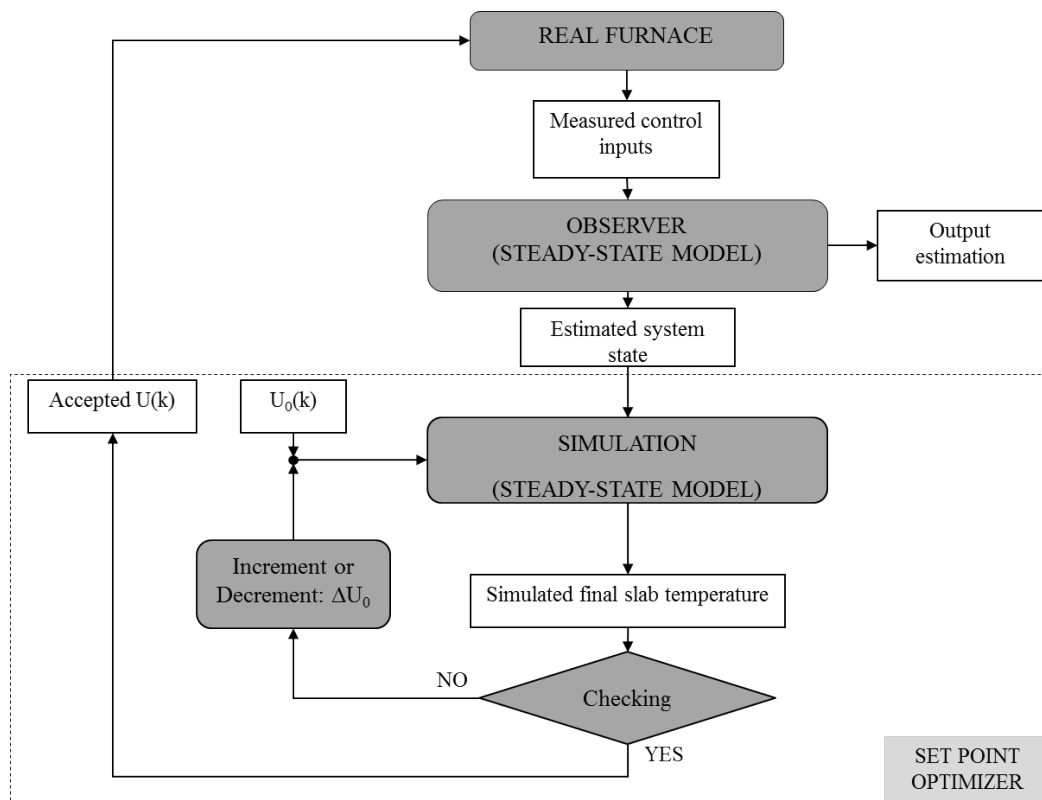 REAL FURNACE
Measured control
inputs
OBSERVER
(STEADY-STATE MODEL)
Output
estimation
Estimated system
state
Accepted U(k)
U₀(k)
SIMULATION
(STEADY-STATE MODEL)
Increment or
Decrement: ΔU₀
Simulated final slab temperature
NO
Checking
YES
SET POINT
OPTIMIZER